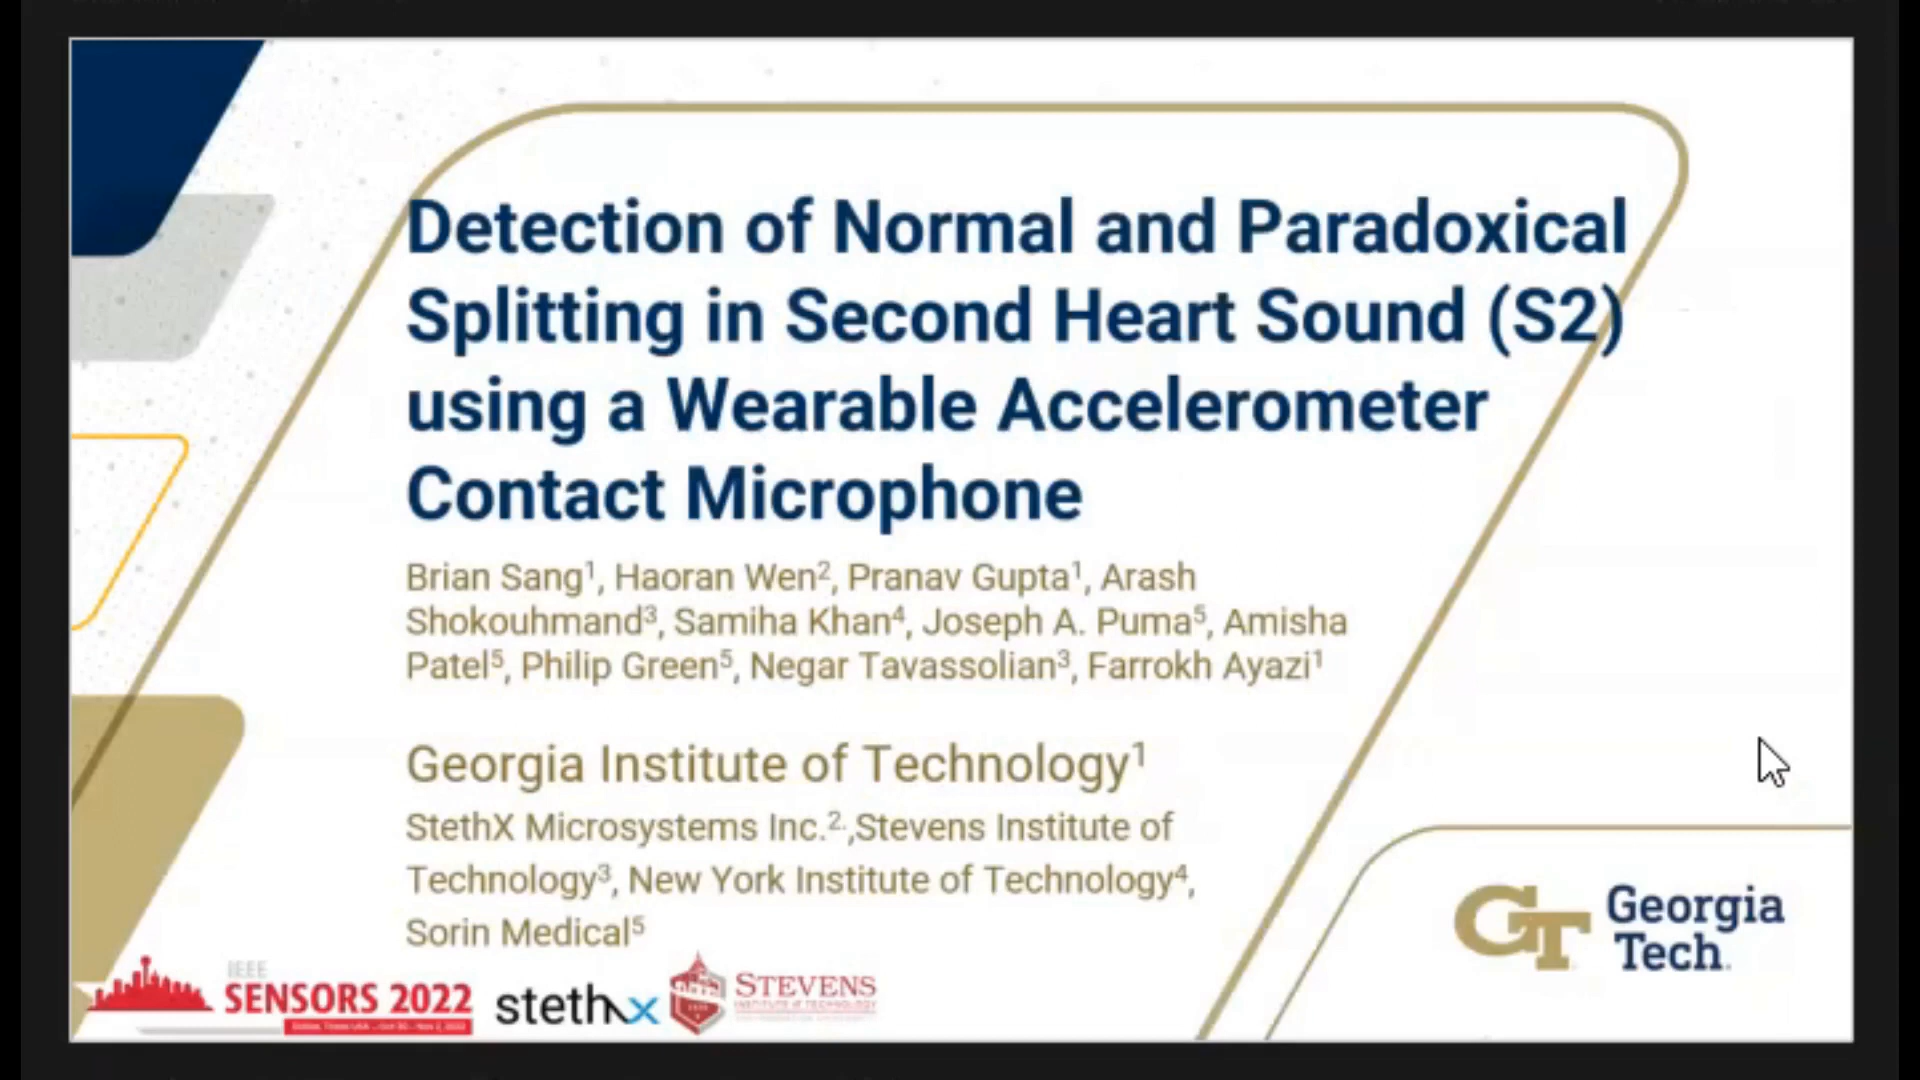 Detection of Normal and Paradoxical
Splitting in Second Heart Sound (S2)
using a Wearable Accelerometer
Contact Microphone
Brian Sang¹, Haoran Wen², Pranav Gupta¹, Arash
Shokouhmand³, Samiha Khan⁴, Joseph A. Puma⁵, Amisha
Patel⁵, Philip Green⁵, Negar Tavassolian³, Farrokh Ayazi¹
Georgia Institute of Technology¹
StethX Microsystems Inc.²·,Stevens Institute of
Technology³, New York Institute of Technology⁴,
Sorin Medical⁵
IEEE
SENSORS 2022
stethx
STEVENS
INSTITUTE of TECHNOLOGY
GT
Georgia
Tech.